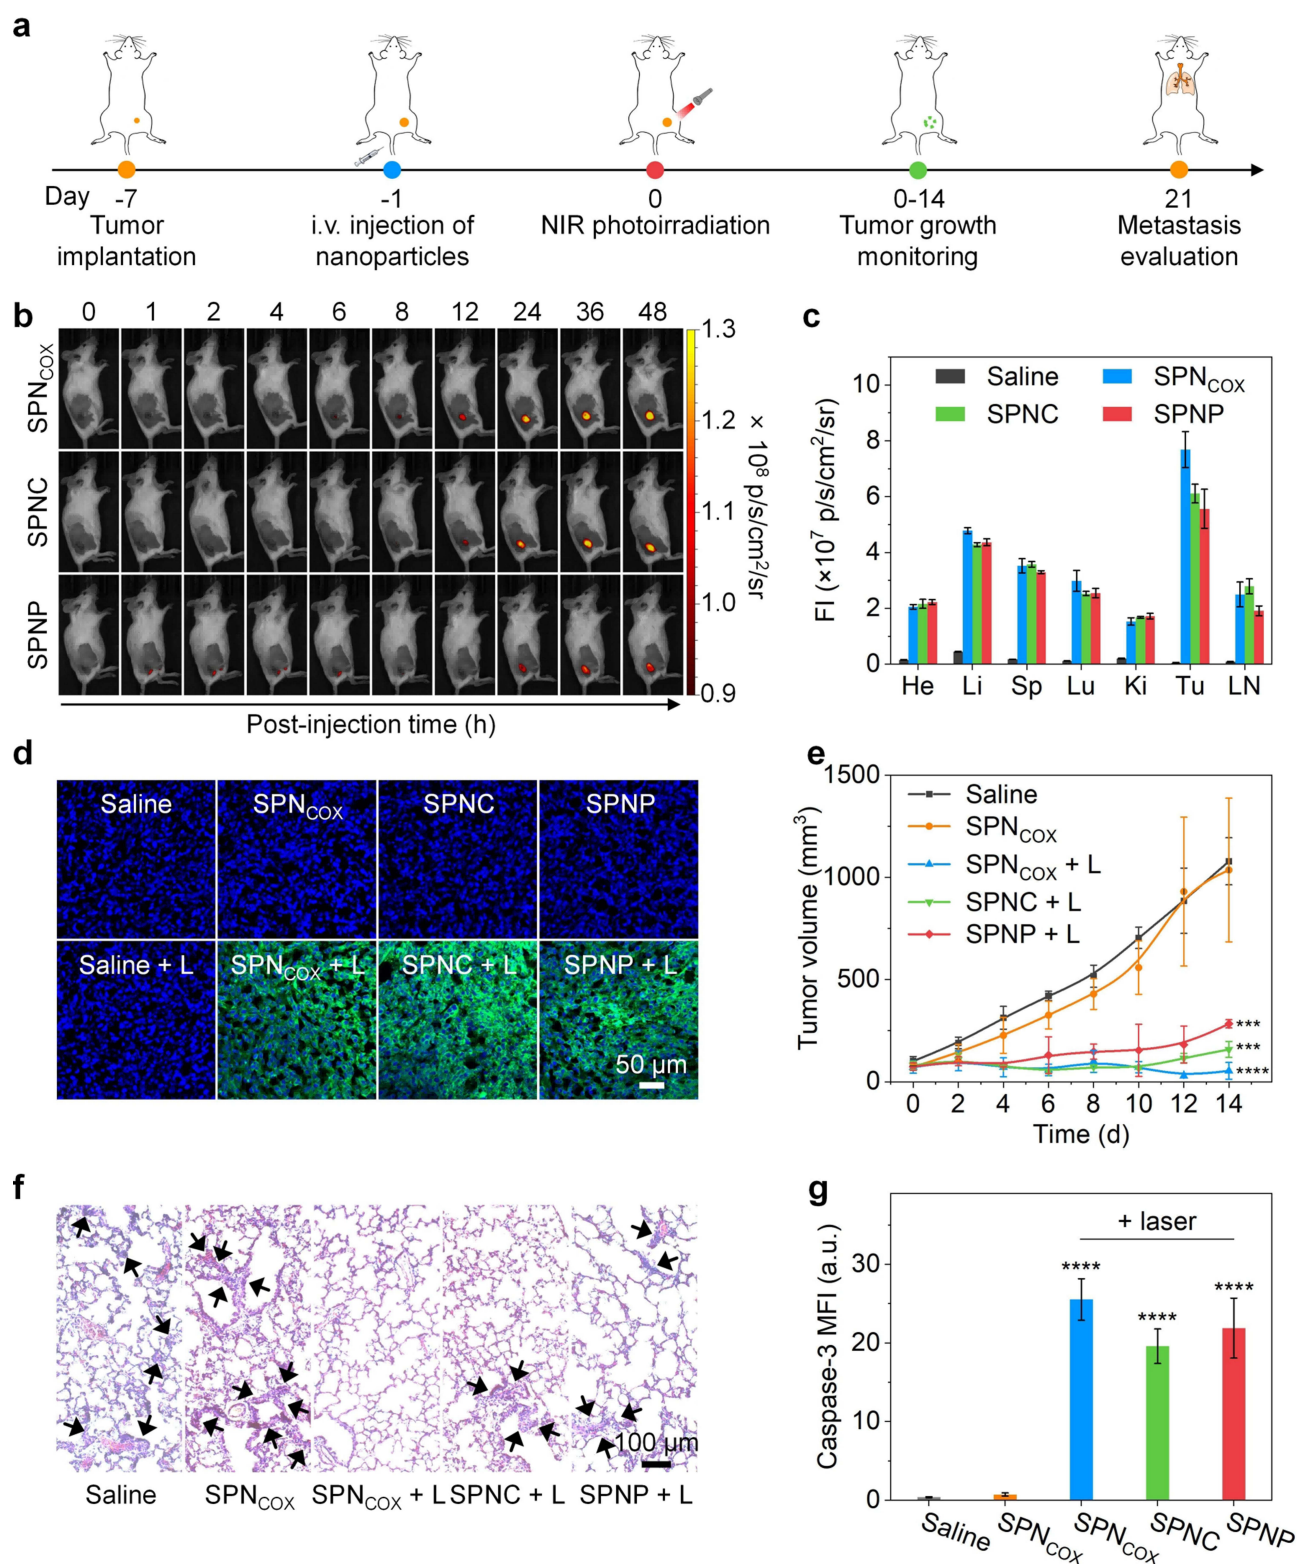 a
Day -7 -1 0 0-14 21
Tumor implantation
i.v. injection of nanoparticles
NIR photoirradiation
Tumor growth monitoring
Metastasis evaluation
b
0 1 2 4 6 8 12 24 36 48
SPNCOX
SPNC
SPNP
1.3
1.2
1.1
1.0
0.9
× 10⁸ p/s/cm²/sr
Post-injection time (h)
c
FI (×10⁷ p/s/cm²/sr)
10
8
6
4
2
0
Saline SPNCOX
SPNC SPNP
He Li Sp Lu Ki Tu LN
d
Saline SPNCOX SPNC SPNP
Saline + L SPNCOX + L SPNC + L SPNP + L
50 µm
e
Tumor volume (mm³)
1500
1000
500
0
Saline
SPNCOX
SPNCOX + L
SPNC + L
SPNP + L
***
***
****
0 2 4 6 8 10 12 14
Time (d)
f
100 µm
Saline SPNCOX SPNCOX + L SPNC + L SPNP + L
g
Caspase-3 MFI (a.u.)
30
20
10
0
+ laser
**** **** ****
Saline SPNCOX SPNCOX SPNC SPNP